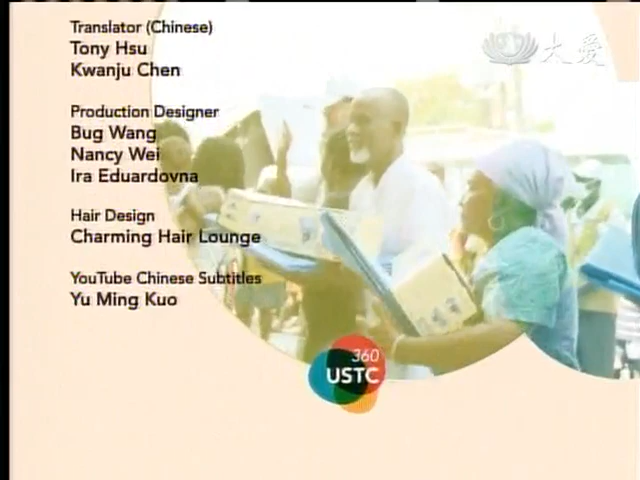 Translator (Chinese)
Tony Hsu
Kwanju Chen
Production Designer
Bug Wang
Nancy Wei
Ira Eduardovna
Hair Design
Charming Hair Lounge
YouTube Chinese Subtitles
Yu Ming Kuo
大愛
360
USTC